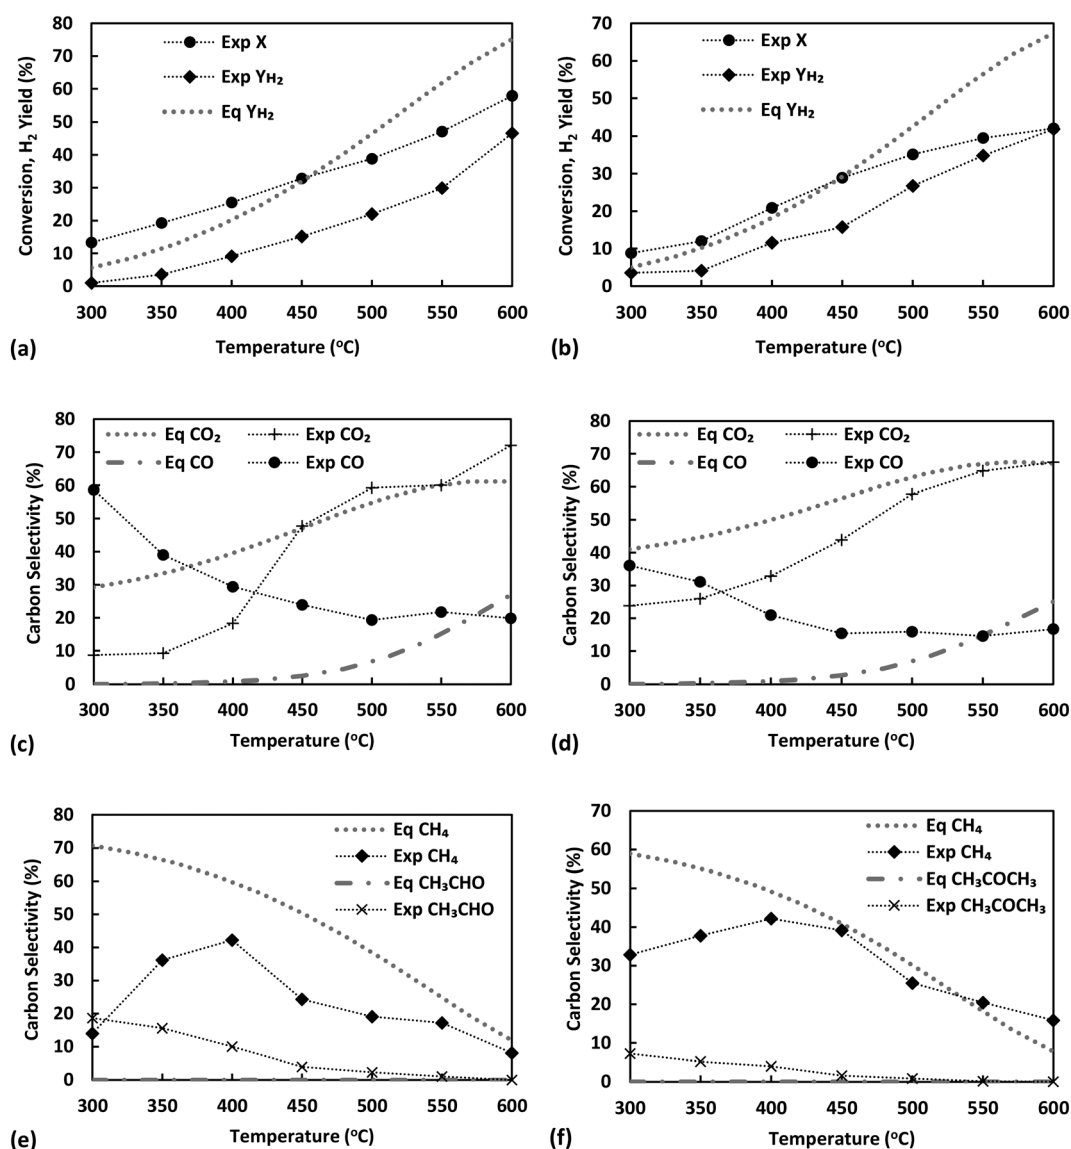 80
70
60
50
40
30
20
10
0
Conversion, H₂ Yield (%)
Exp X
Exp YH₂
Eq YH₂
300 350 400 450 500 550 600
Temperature (°C)
(a)
70
60
50
40
30
20
10
0
Conversion, H₂ Yield (%)
Exp X
Exp YH₂
Eq YH₂
300 350 400 450 500 550 600
Temperature (°C)
(b)
80
70
60
50
40
30
20
10
0
Carbon Selectivity (%)
Eq CO₂ Exp CO₂
Eq CO Exp CO
300 350 400 450 500 550 600
Temperature (°C)
(c)
80
70
60
50
40
30
20
10
0
Carbon Selectivity (%)
Eq CO₂ Exp CO₂
Eq CO Exp CO
300 350 400 450 500 550 600
Temperature (°C)
(d)
80
70
60
50
40
30
20
10
0
Carbon Selectivity (%)
Eq CH₄
Exp CH₄
Eq CH₃CHO
Exp CH₃CHO
300 350 400 450 500 550 600
Temperature (°C)
(e)
70
60
50
40
30
20
10
0
Carbon Selectivity (%)
Eq CH₄
Exp CH₄
Eq CH₃COCH₃
Exp CH₃COCH₃
300 350 400 450 500 550 600
Temperature (°C)
(f)